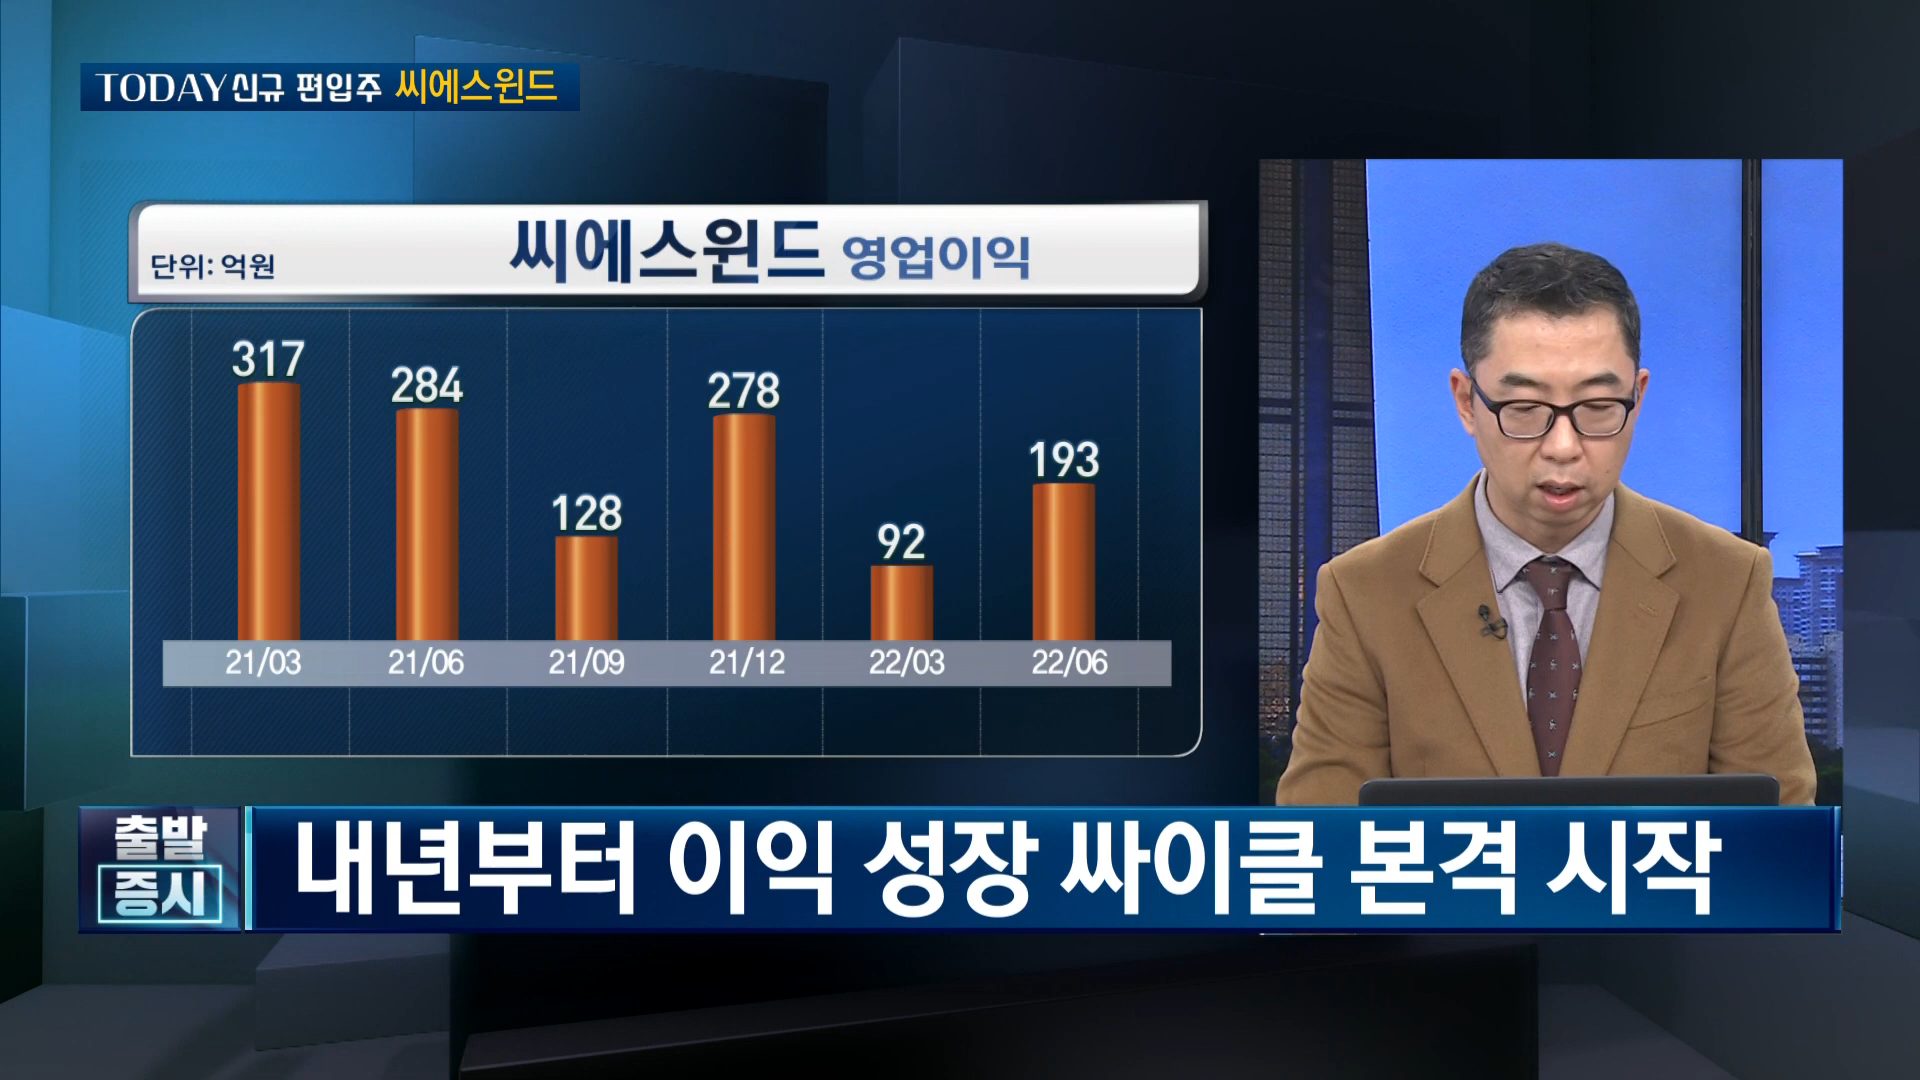 TODAY신규 편입주 씨에스윈드
단위: 억원
씨에스윈드 영업이익
317
284
128
278
92
193
21/03
21/06
21/09
21/12
22/03
22/06
출발
증시
내년부터 이익 성장 싸이클 본격 시작